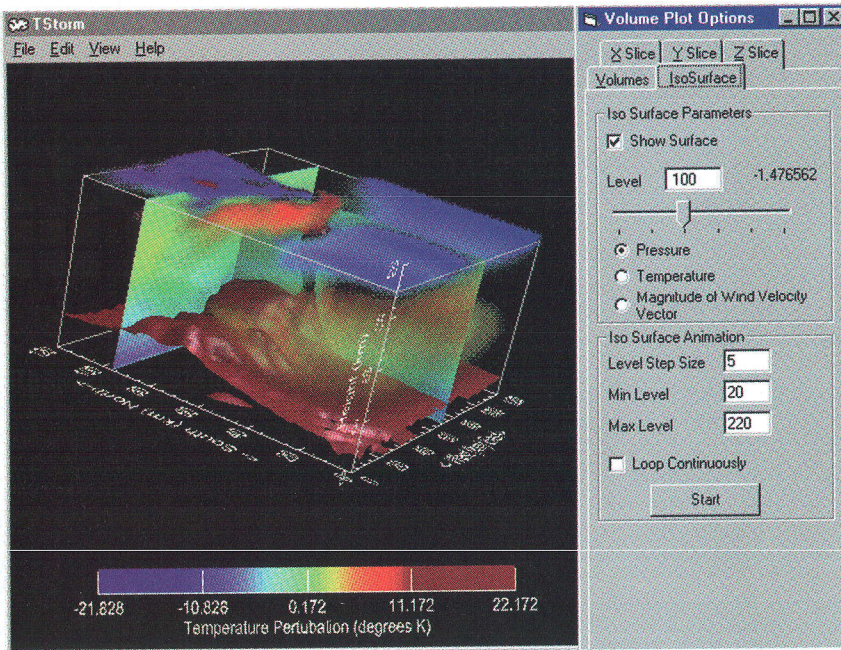 TStorm
File Edit View Help
-21.828 -10.828 0.172 11.172 22.172
Temperature Pertubation (degrees K)
Volume Plot Options
X Slice Y Slice Z Slice
Volumes IsoSurface
Iso Surface Parameters
Show Surface
Level 100 -1.476562
Pressure
Temperature
Magnitude of Wind Velocity
Vector
Iso Surface Animation
Level Step Size 5
Min Level 20
Max Level 220
Loop Continuously
Start